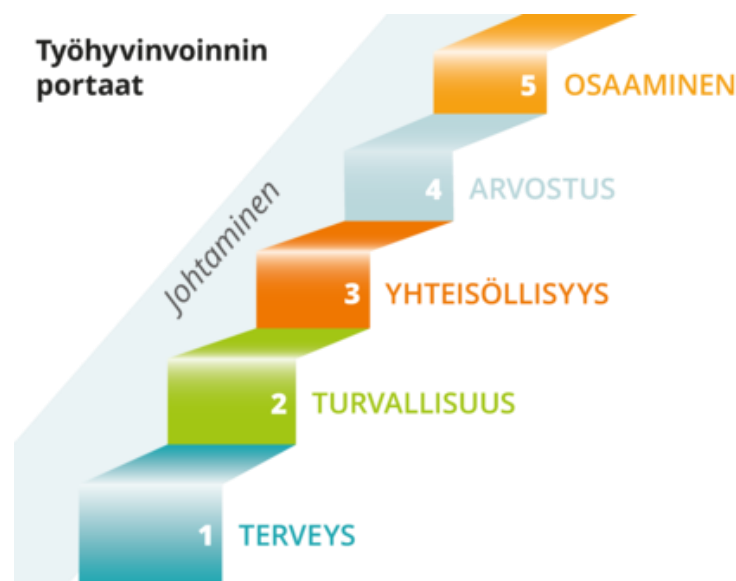 Työhyvinvoinnin
portaat
5 OSAAMINEN
4 ARVOSTUS
Johtaminen
3 YHTEISÖLLISYYS
2 TURVALLISUUS
1 TERVEYS